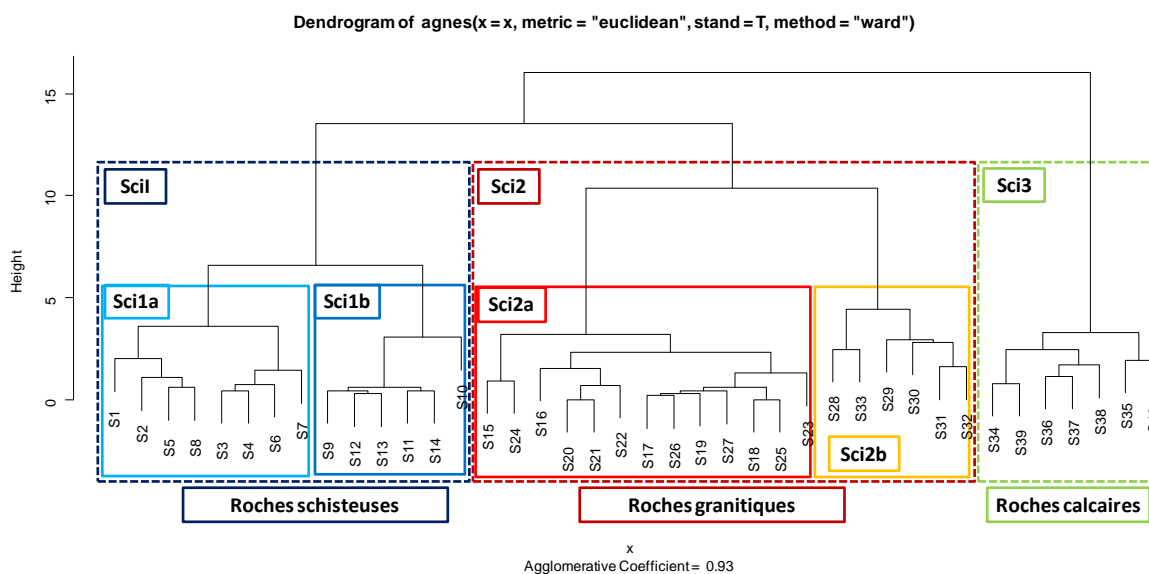 Dendrogram of agnes(x = x, metric = "euclidean", stand = T, method = "ward")
Height
15
10
5
0
SciI
Sci2
Sci3
Sci1a
Sci1b
Sci2a
Sci2b
S1
S2
S5
S8
S3
S4
S6
S7
S9
S12
S13
S11
S14
S10
S15
S24
S16
S20
S21
S22
S17
S26
S19
S27
S18
S25
S23
S28
S33
S29
S30
S31
S32
S34
S39
S36
S37
S38
S35
Roches schisteuses
Roches granitiques
Roches calcaires
x
Agglomerative Coefficient = 0.93